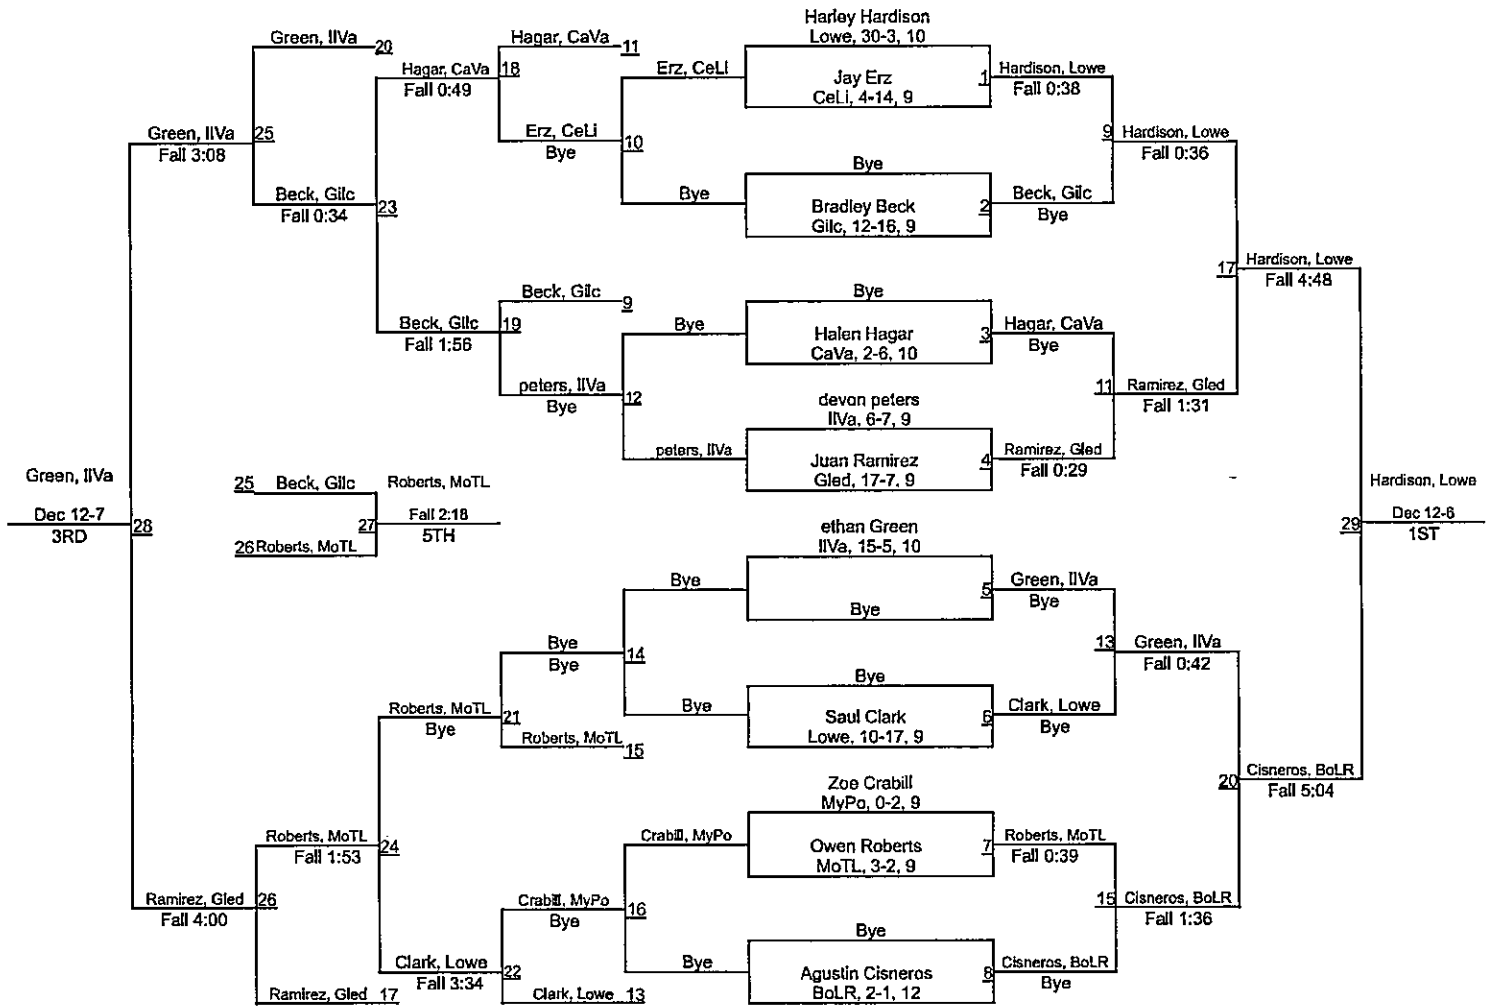 Harley Hardison
Lowe, 30-3, 10
Green, IIVa
20
Hagar, CaVa
11
Hagar, CaVa
18
Fall 0:49
Erz, CeLi
Jay Erz
CeLi, 4-14, 9
1
Hardison, Lowe
Fall 0:38
Green, IIVa
25
Fall 3:08
Erz, CeLi
Bye
10
9
Hardison, Lowe
Fall 0:36
Bye
Beck, Gilc
Fall 0:34
23
Bye
Bradley Beck
Gilc, 12-16, 9
2
Beck, Gilc
Bye
17
Hardison, Lowe
Fall 4:48
Beck, Gilc
9
Bye
Beck, Gilc
19
Fall 1:56
Bye
Halen Hagar
CaVa, 2-6, 10
3
Hagar, CaVa
Bye
peters, IIVa
Bye
12
11
Ramirez, Gled
Fall 1:31
devon peters
IIVa, 6-7, 9
peters, IIVa
Juan Ramirez
Gled, 17-7, 9
4
Ramirez, Gled
Fall 0:29
Green, IIVa
25
Beck, Gilc
Roberts, MoTL
Hardison, Lowe
Dec 12-7
3RD
28
27
Fall 2:18
5TH
29
Dec 12-6
1ST
26
Roberts, MoTL
ethan Green
IIVa, 15-5, 10
Bye
5
Green, IIVa
Bye
Bye
Bye
Bye
14
13
Green, IIVa
Fall 0:42
Bye
Roberts, MoTL
Bye
21
Bye
Saul Clark
Lowe, 10-17, 9
6
Clark, Lowe
Bye
Roberts, MoTL
15
20
Cisneros, BoLR
Fall 5:04
Zoe Crabill
MyPo, 0-2, 9
Roberts, MoTL
Fall 1:53
24
Crabill, MyPo
Owen Roberts
MoTL, 3-2, 9
7
Roberts, MoTL
Fall 0:39
Ramirez, Gled
26
Fall 4:00
Crabill, MyPo
Bye
16
15
Cisneros, BoLR
Fall 1:36
Bye
Clark, Lowe
Fall 3:34
22
Bye
Agustin Cisneros
BoLR, 2-1, 12
8
Cisneros, BoLR
Bye
Ramirez, Gled
17
Clark, Lowe
13